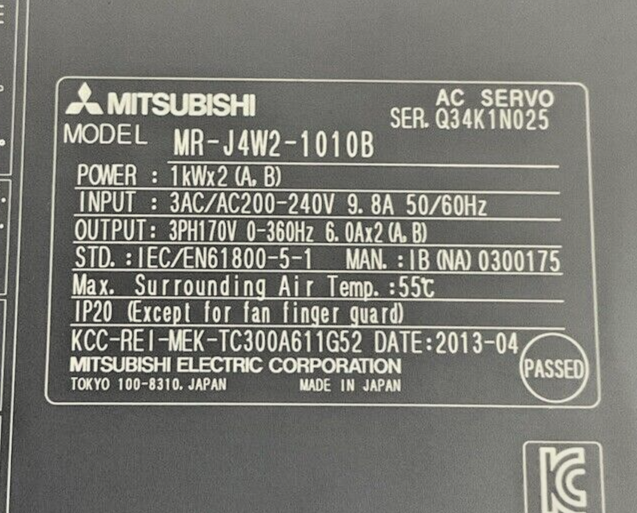 MITSUBISHI
AC SERVO
MODEL MR-J4W2-1010B
SER. Q34K1N025
POWER : 1kWx2 (A, B)
INPUT : 3AC/AC200-240V 9.8A 50/60Hz
OUTPUT: 3PH170V 0-360Hz 6.0Ax2 (A, B)
STD. : IEC/EN61800-5-1 MAN. : IB (NA) 0300175
Max. Surrounding Air Temp. :55℃
IP20 (Except for fan finger guard)
KCC-REI-MEK-TC300A611G52 DATE:2013-04
MITSUBISHI ELECTRIC CORPORATION
PASSED
TOKYO 100-8310, JAPAN MADE IN JAPAN